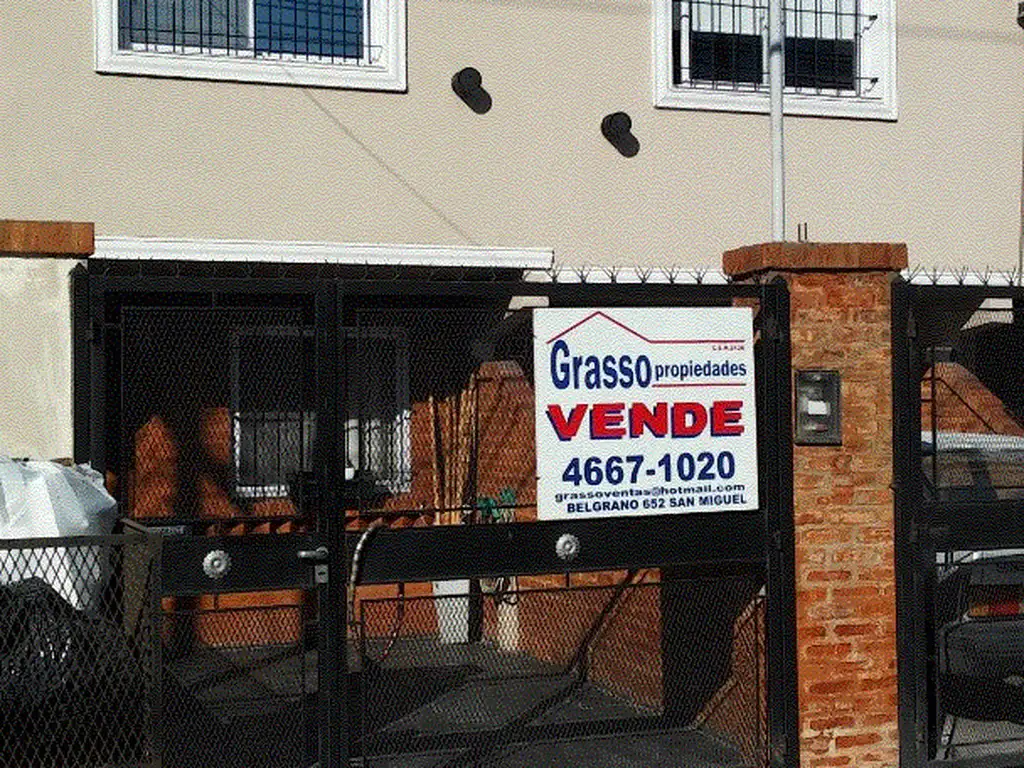 Grasso propiedades
VENDE
4667-1020
grassoventas@hotmail.com
BELGRANO 652 SAN MIGUEL